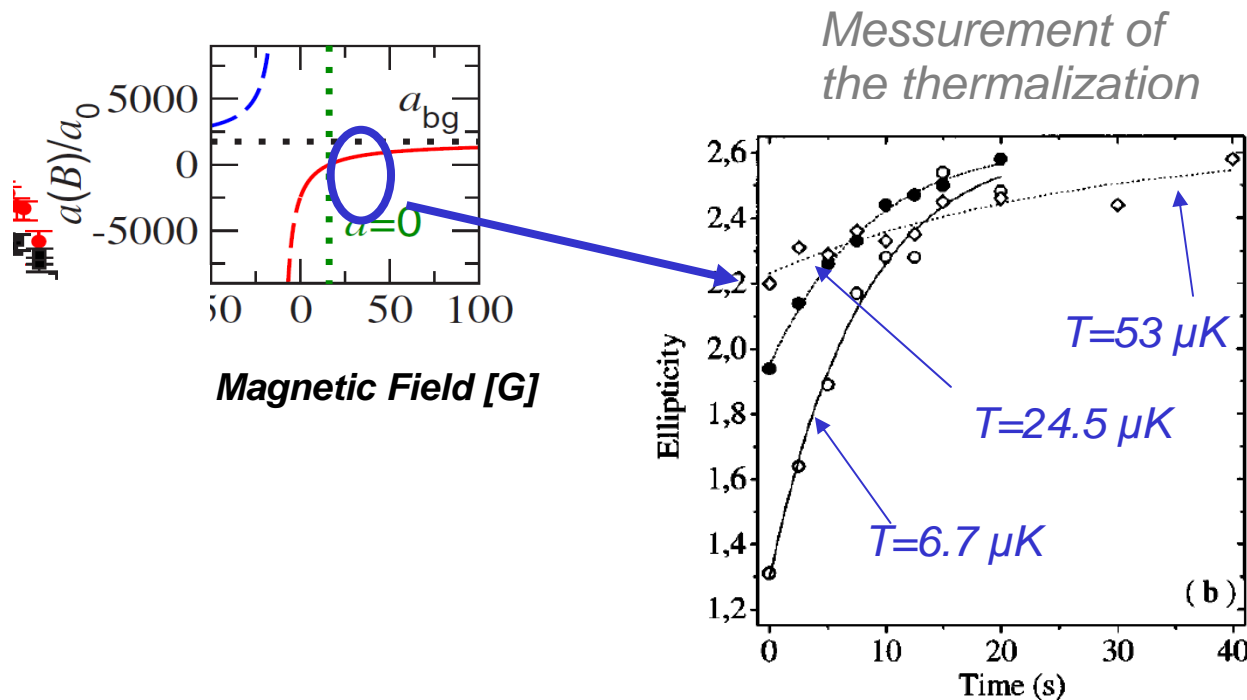 Messurement of
the thermalization
a(B)/a0
5000
0
-5000
abg
a=0
50
0
50
100
Magnetic Field [G]
Ellipticity
2,6
2,4
2,2
2,0
1,8
1,6
1,4
1,2
T=53 µK
T=24.5 µK
T=6.7 µK
(b)
0
10
20
30
40
Time (s)